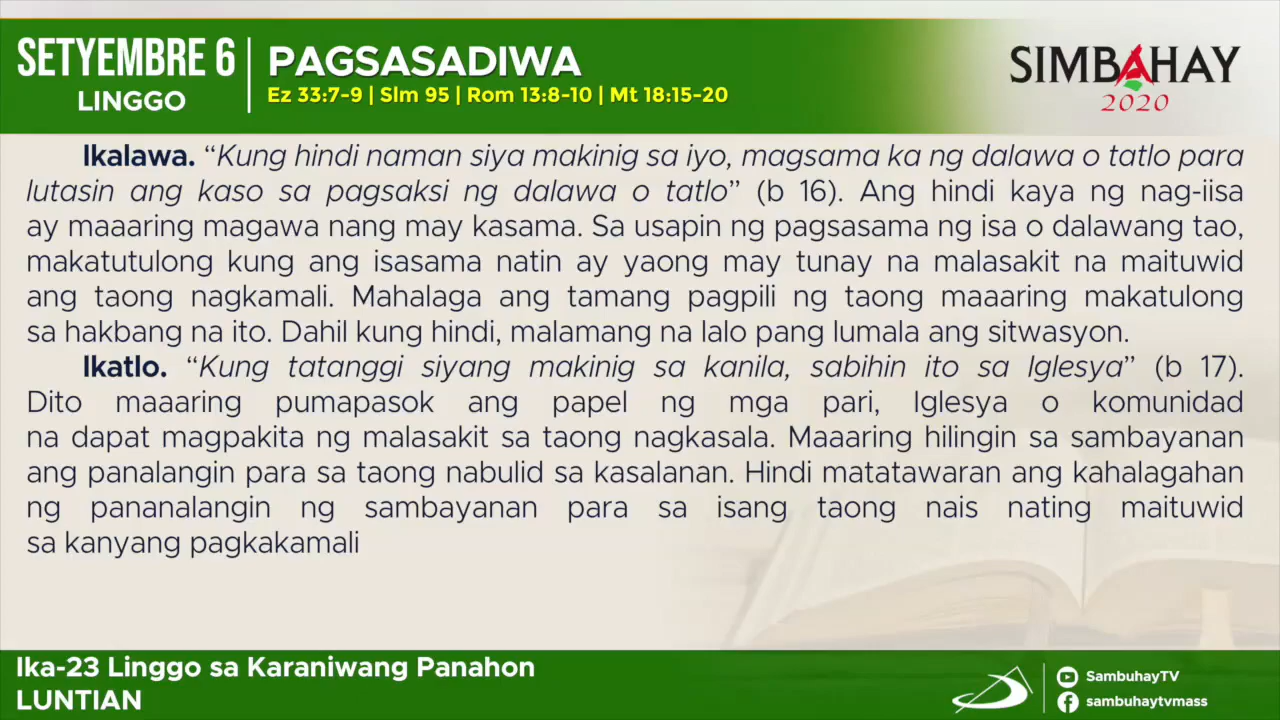 SETYEMBRE 6
LINGGO
PAGSASADIWA
Ez 33:7-9 | Slm 95 | Rom 13:8-10 | Mt 18:15-20
SIMBAHAY
2020
Ikalawa. “Kung hindi naman siya makinig sa iyo, magsama ka ng dalawa o tatlo para
lutasin ang kaso sa pagsaksi ng dalawa o tatlo” (b 16). Ang hindi kaya ng nag-iisa
ay maaaring magawa nang may kasama. Sa usapin ng pagsasama ng isa o dalawang tao,
makatutulong kung ang isasama natin ay yaong may tunay na malasakit na maituwid
ang taong nagkamali. Mahalaga ang tamang pagpili ng taong maaaring makatulong
sa hakbang na ito. Dahil kung hindi, malamang na lalo pang lumala ang sitwasyon.
Ikatlo. “Kung tatanggi siyang makinig sa kanila, sabihin ito sa Iglesya” (b 17).
Dito maaaring pumapasok ang papel ng mga pari, Iglesya o komunidad
na dapat magpakita ng malasakit sa taong nagkasala. Maaaring hilingin sa sambayanan
ang panalangin para sa taong nabulid sa kasalanan. Hindi matatawaran ang kahalagahan
ng pananalangin ng sambayanan para sa isang taong nais nating maituwid
sa kanyang pagkakamali
Ika-23 Linggo sa Karaniwang Panahon
LUNTIAN
SambuhayTV
sambuhaytvmass